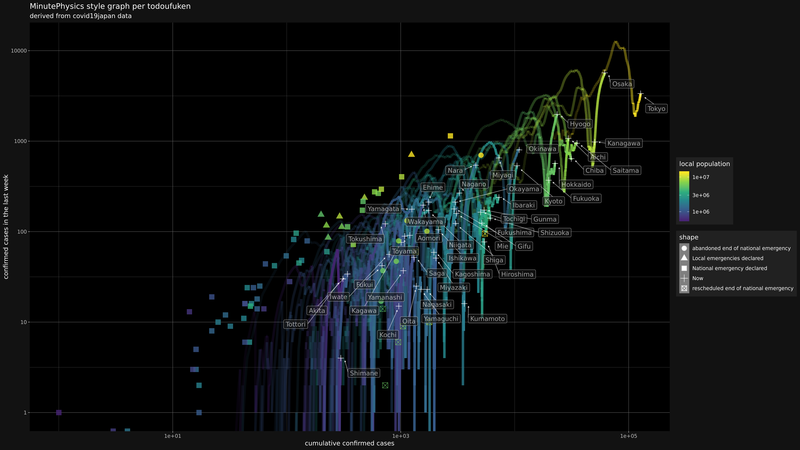 MinutePhysics style graph per todoufuken
derived from covid19japan data
confirmed cases in the last week
10000
1000
100
10
1
Osaka
Tokyo
Hyogo
Kanagawa
Okinawa
Aichi
Nara
Chiba
Saitama
Miyagi
Nagano
Hokkaido
Ehime
Okayama
Fukuoka
Kyoto
Ibaraki
Yamagata
Wakayama
Tochigi
Gunma
Tokushima
Aomori
Fukushima
Shizuoka
Niigata
Mie
Gifu
Toyama
Ishikawa
Shiga
Saga
Kagoshima
Hiroshima
Fukui
Miyazaki
Iwate
Yamanashi
Nagasaki
Akita
Kagawa
Tottori
Oita
Yamaguchi
Kumamoto
Kochi
Shimane
1e+01
1e+03
1e+05
cumulative confirmed cases
local population
1e+07
3e+06
1e+06
shape
abandoned end of national emergency
Local emergencies declared
National emergency declared
Now
rescheduled end of national emergency